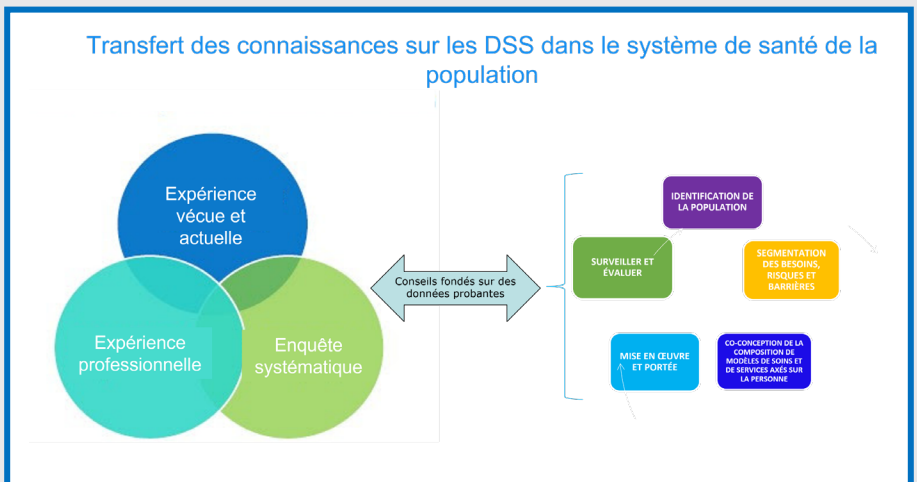 Transfert des connaissances sur les DSS dans le système de santé de la
population
Expérience
vécue et
actuelle
Expérience
professionnelle
Enquête
systématique
Conseils fondés sur des
données probantes
IDENTIFICATION DE
LA POPULATION
SEGMENTATION
DES BESOINS,
RISQUES ET
BARRIÈRES
CO-CONCEPTION DE LA
COMPOSITION DE
MODÈLES DE SOINS ET
DE SERVICES AXÉS SUR
LA PERSONNE
MISE EN ŒUVRE
ET PORTÉE
SURVEILLER ET
ÉVALUER